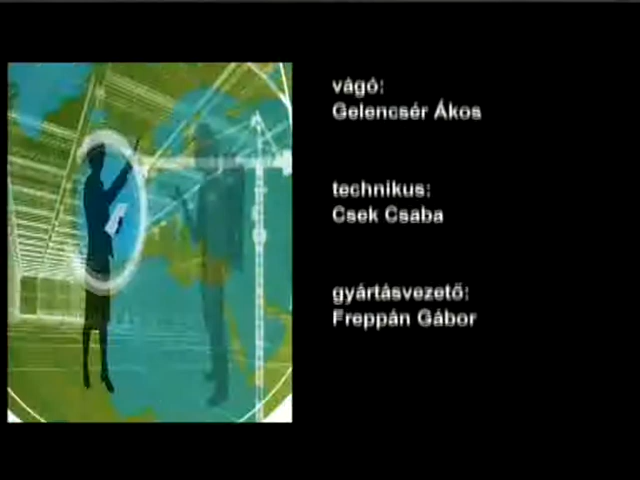 vágó:
Gelencsér Ákos
technikus:
Csek Csaba
gyártásvezető:
Freppán Gábor